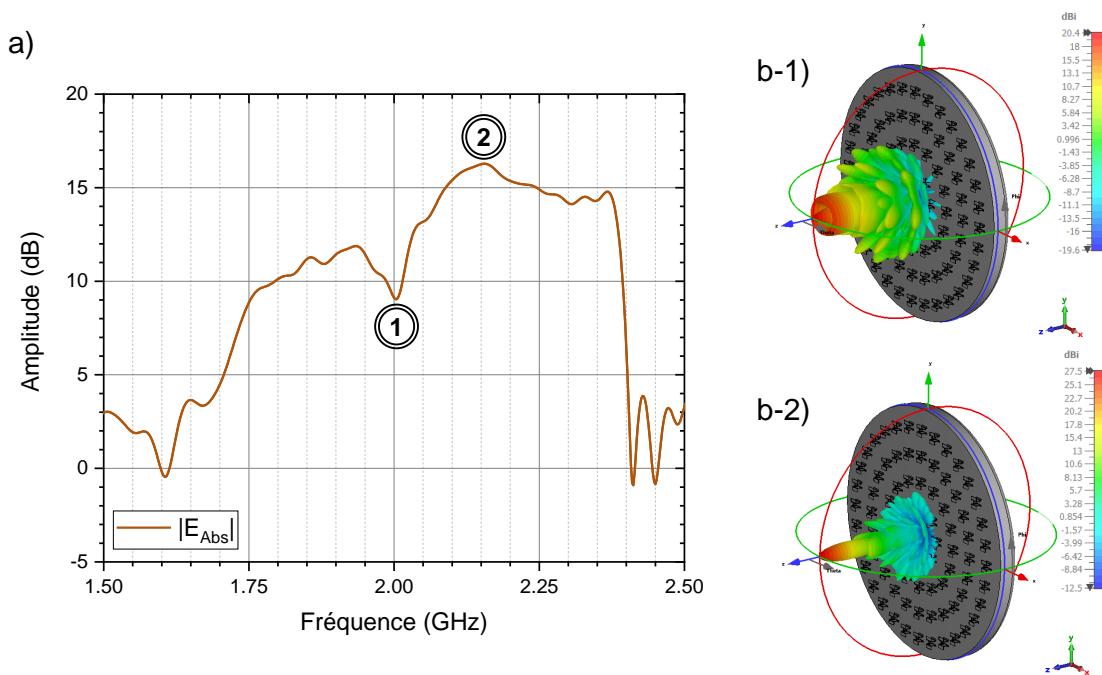 a)
20
15
10
5
0
-5
Amplitude (dB)
1.50
1.75
2.00
2.25
2.50
Fréquence (GHz)
|E_Abs|
1
2
b-1)
dBi
20.4
18
15.5
13.1
10.7
8.27
5.84
3.42
0.996
-1.43
-3.85
-6.28
-8.7
-11.1
-13.5
-16
-19.6
y
z
x
Phi
Theta
y
z
x
b-2)
dBi
27.5
25.1
22.7
20.2
17.8
15.4
13
10.6
8.13
5.7
3.28
0.854
-1.57
-3.99
-6.42
-8.84
-12.5
y
z
x
Phi
Theta
y
z
x